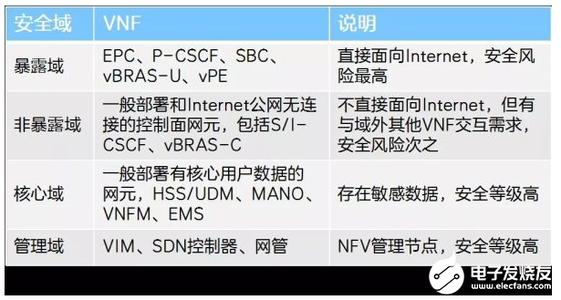 安全域 VNF 说明
暴露域
EPC、P-CSCF、SBC、
vBRAS-U、vPE
直接面向Internet，安全风
险最高
非暴露域
一般部署和Internet公网无连
接的控制面网元，包括S/I-
CSCF、vBRAS-C
不直接面向Internet，但有
与域外其他VNF交互需求，
安全风险次之
核心域
一般部署有核心用户数据的
网元，HSS/UDM、MANO、
VNFM、EMS
存在敏感数据，安全等级高
管理域
VIM、SDN控制器、网管
NFV管理节点，安全等级高
电子发烧友
www.elecfans.com